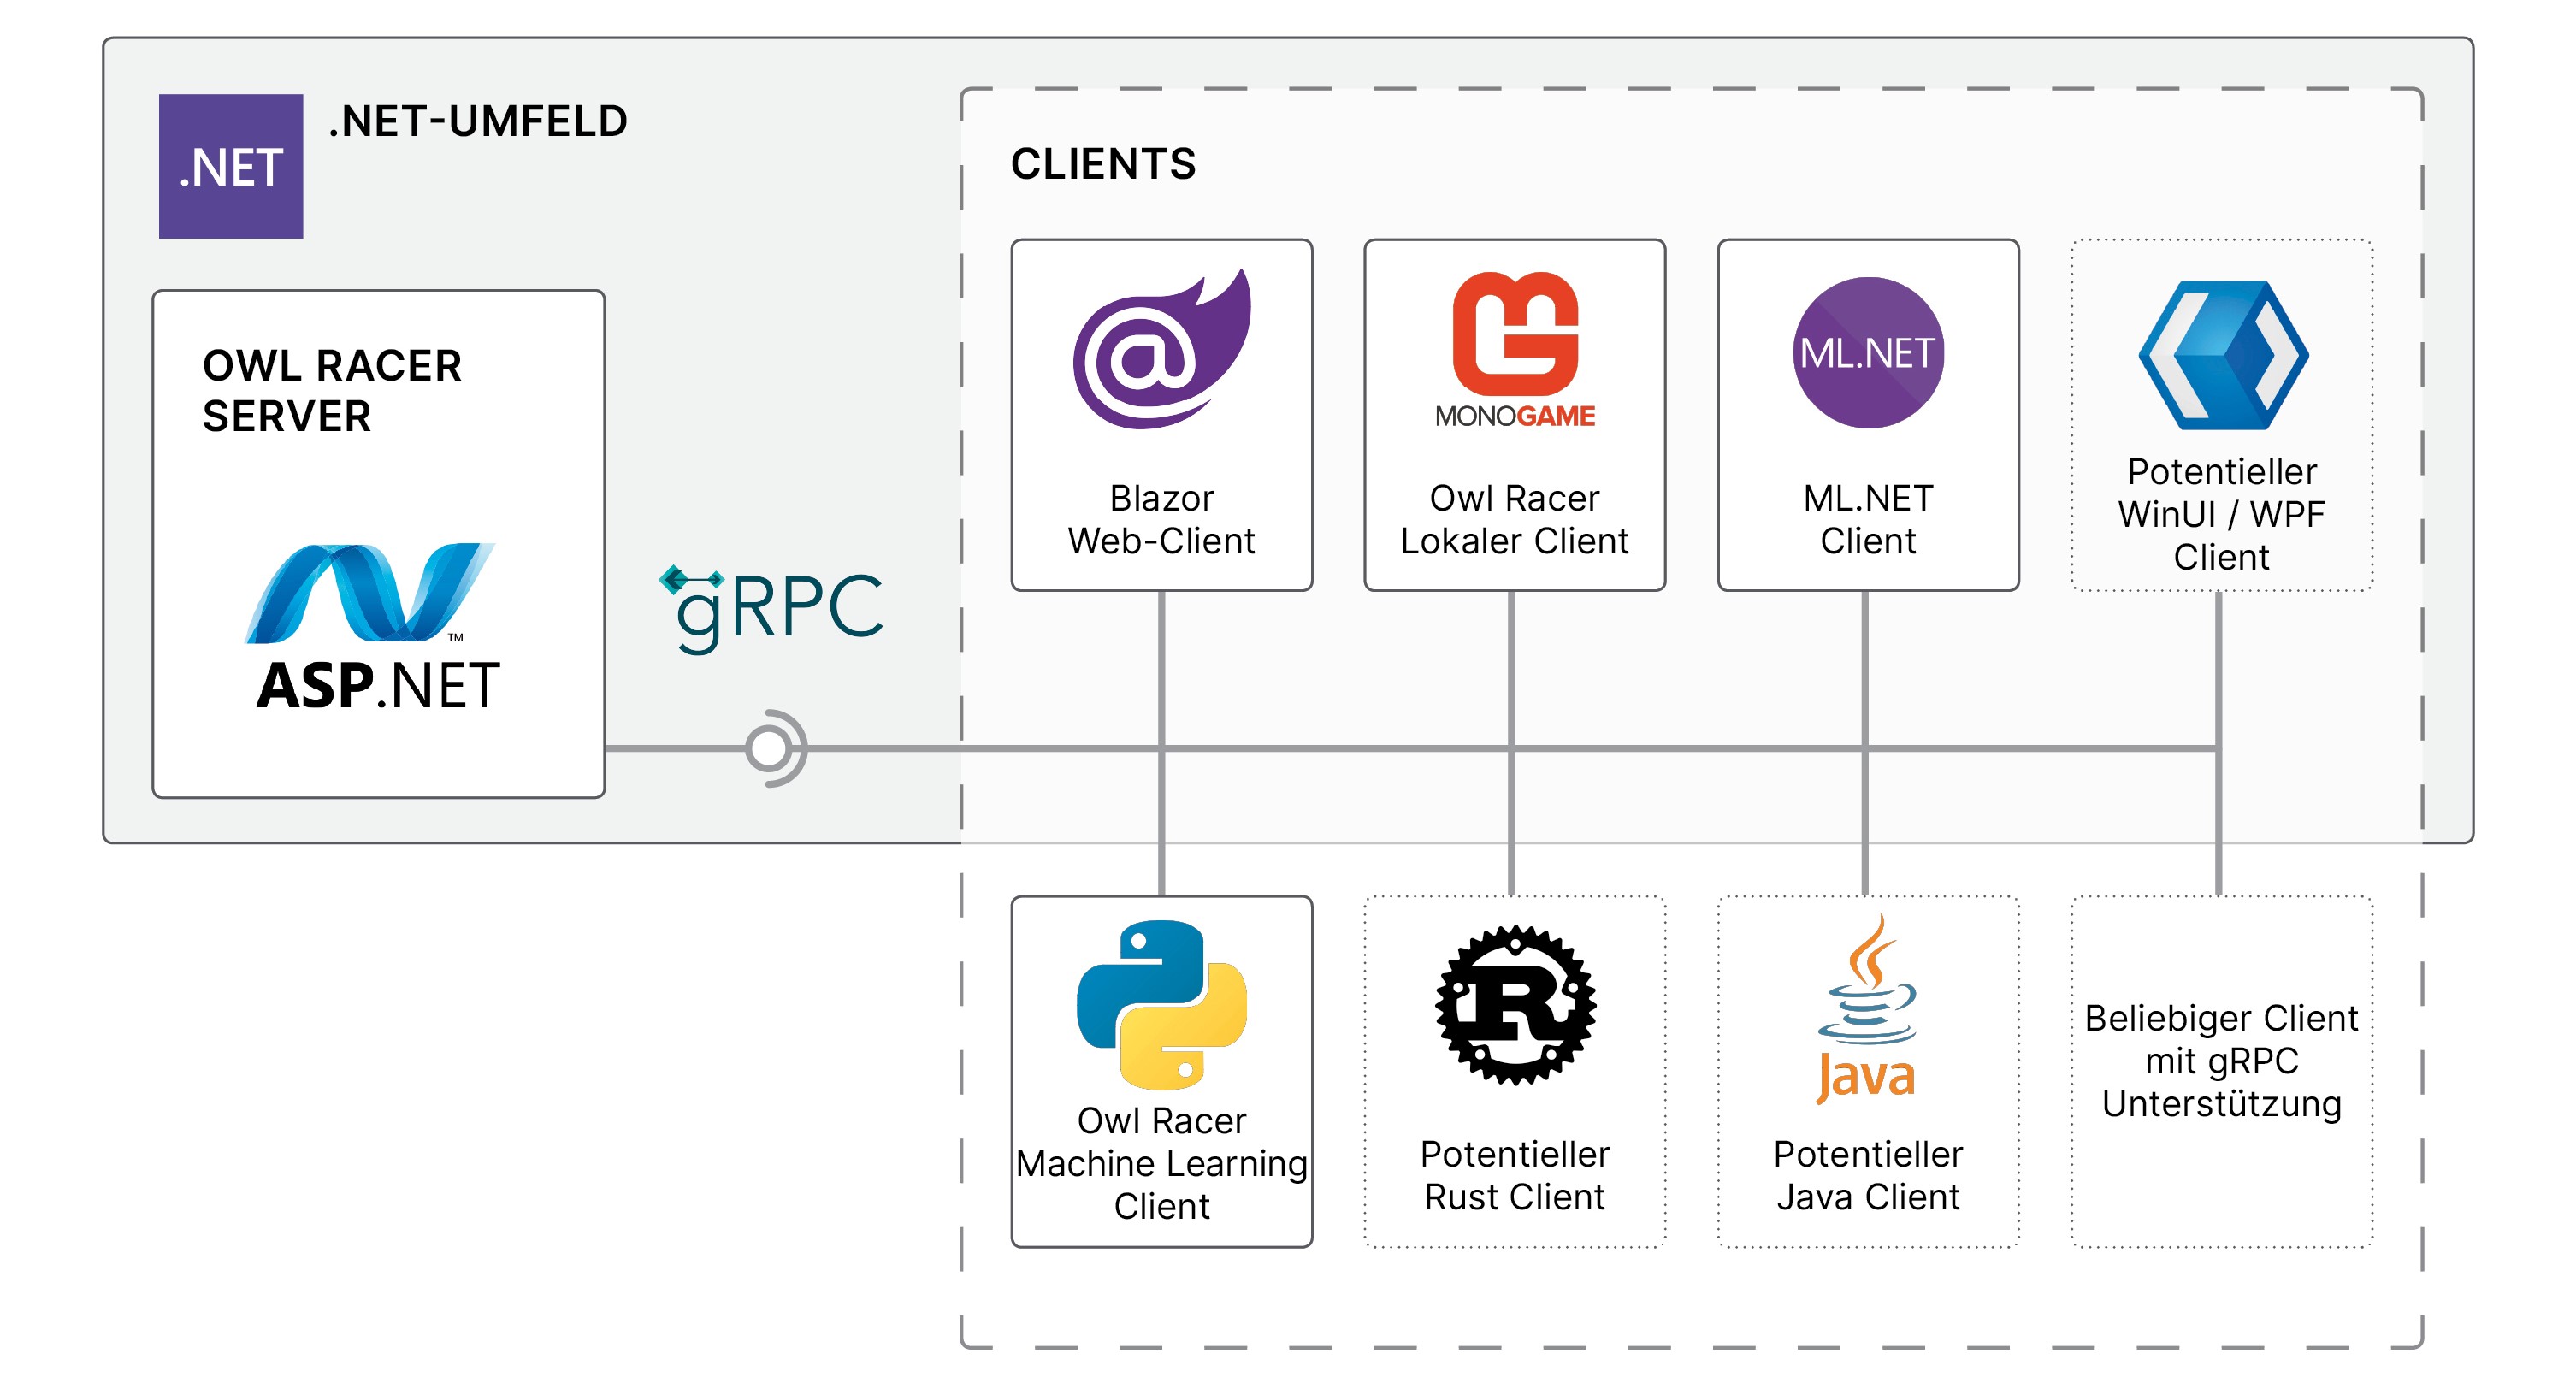 .NET
.NET-UMFELD
OWL RACER
SERVER
™
ASP.NET
gRPC
CLIENTS
@
Blazor
Web-Client
MONOGAME
Owl Racer
Lokaler Client
ML.NET
ML.NET
Client
Potentieller
WinUI / WPF
Client
Owl Racer
Machine Learning
Client
R
Potentieller
Rust Client
Java
Potentieller
Java Client
Beliebiger Client
mit gRPC
Unterstützung